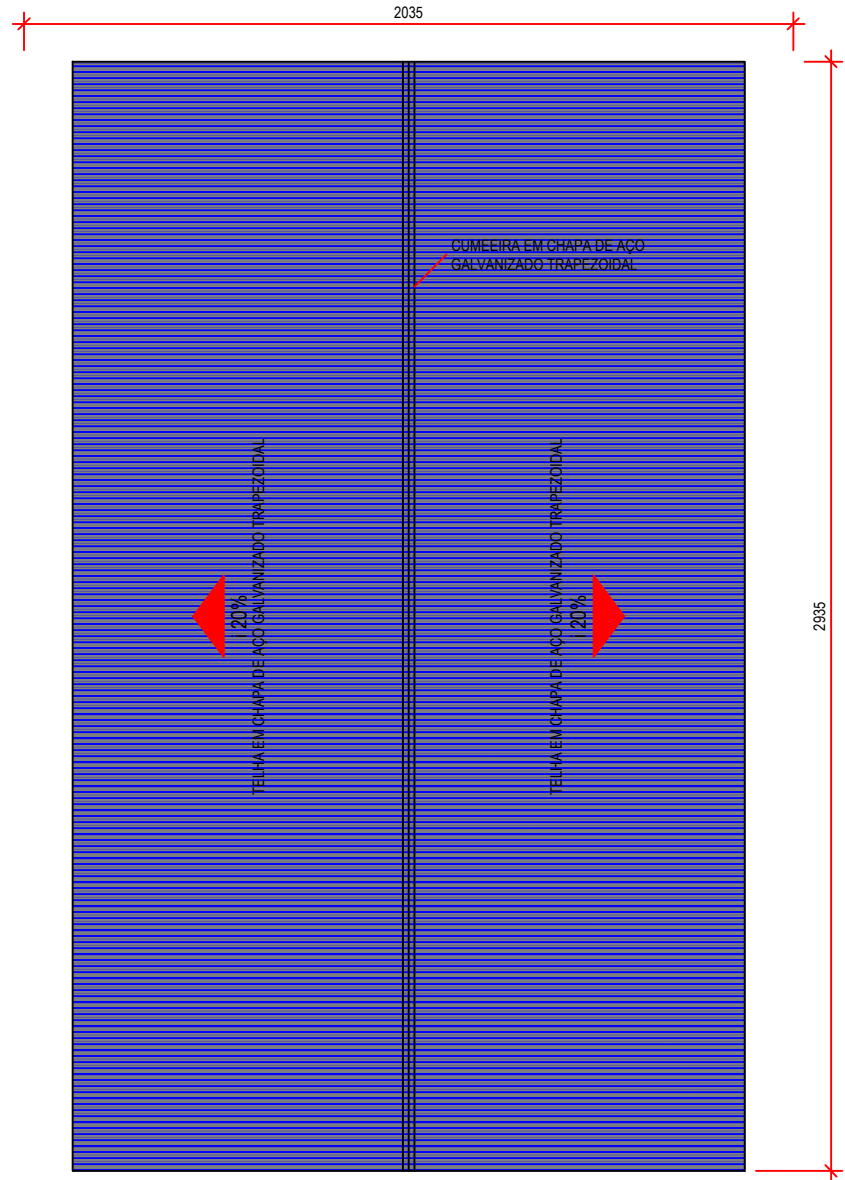 2035
CUMEEIRA EM CHAPA DE AÇO
GALVANIZADO TRAPEZOIDAL
TELHA EM CHAPA DE AÇO GALVANIZADO TRAPEZOIDAL
i 20%
TELHA EM CHAPA DE AÇO GALVANIZADO TRAPEZOIDAL
i 20%
2935